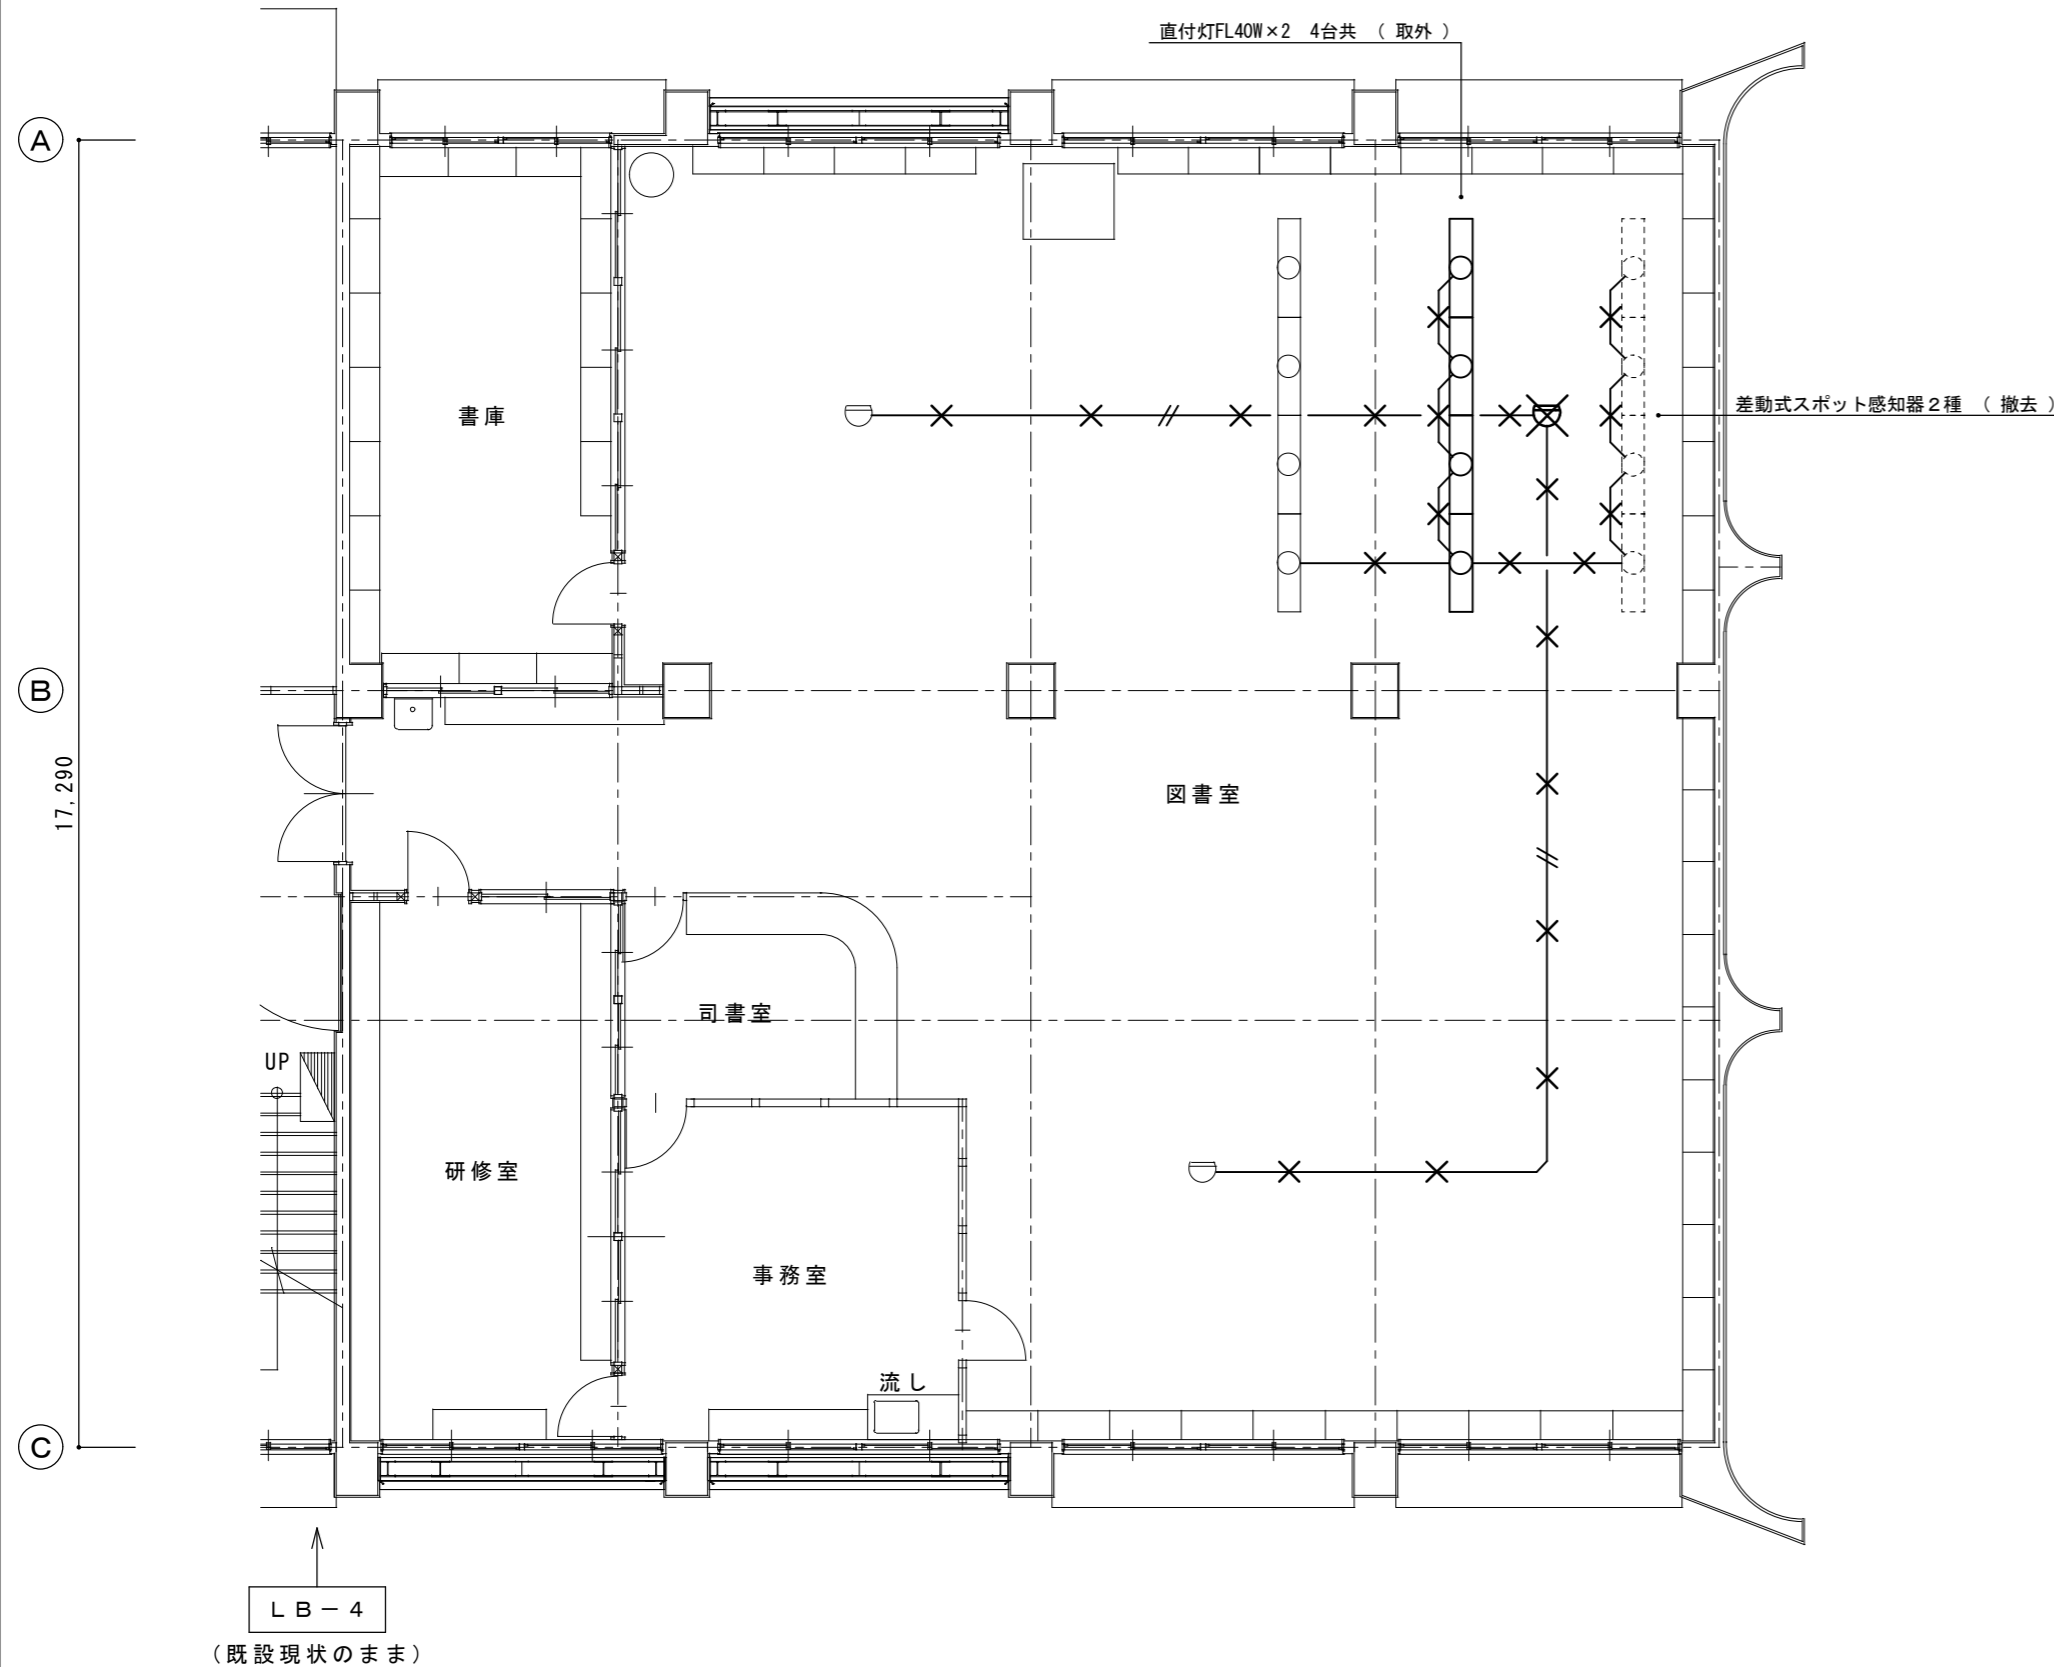 直付灯FL40W×2 4台共 （ 取外 ）
A
差動式スポット感知器２種 （ 撤去 ）
書庫
B
17,290
図書室
司書室
UP
研修室
事務室
流し
C
ＬＢ－４
（既設現状のまま）